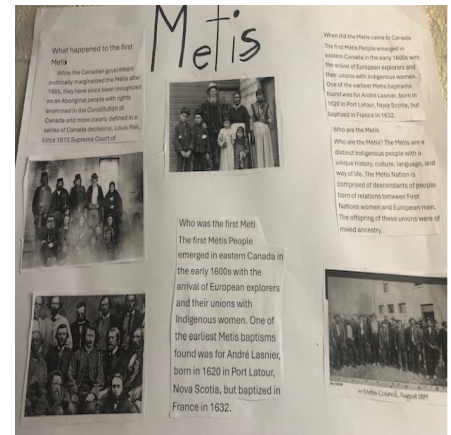 Metis
What happened to the first
Metis
While the Canadian government
politically marginalized the Métis after
1885, they have since been recognized
as an Aboriginal people with rights
enshrined in the Constitution of
Canada and more clearly defined in a
series of Canada decisions. Louis Riel,
circa 1873.Supreme Court of
When did the Metis came to Canada
The first Métis People emerged in
eastern Canada in the early 1600s with
the arrival of European explorers and
their unions with Indigenous women.
One of the earliest Metis baptisms
found was for André Lasnier, born in
1620 in Port Latour, Nova Scotia, but
baptized in France in 1632.
Who are the Metis
Who are the Métis? The Métis are a
distinct Indigenous people with a
unique history, culture, language, and
way of life. The Métis Nation is
comprised of descendants of people
born of relations between First
Nations women and European men.
The offspring of these unions were of
mixed ancestry.
Who was the first Meti
The first Métis People
emerged in eastern Canada in
the early 1600s with the
arrival of European explorers
and their unions with
Indigenous women. One of
the earliest Metis baptisms
found was for André Lasnier,
born in 1620 in Port Latour,
Nova Scotia, but baptized in
France in 1632.
Métis Council, August 1885